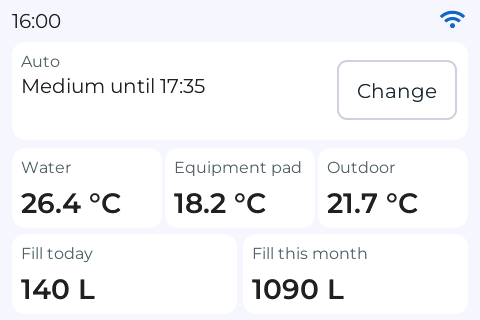 16:00
Auto
Medium until 17:35
Change
Water
26.4 °C
Equipment pad
18.2 °C
Outdoor
21.7 °C
Fill today
140 L
Fill this month
1090 L